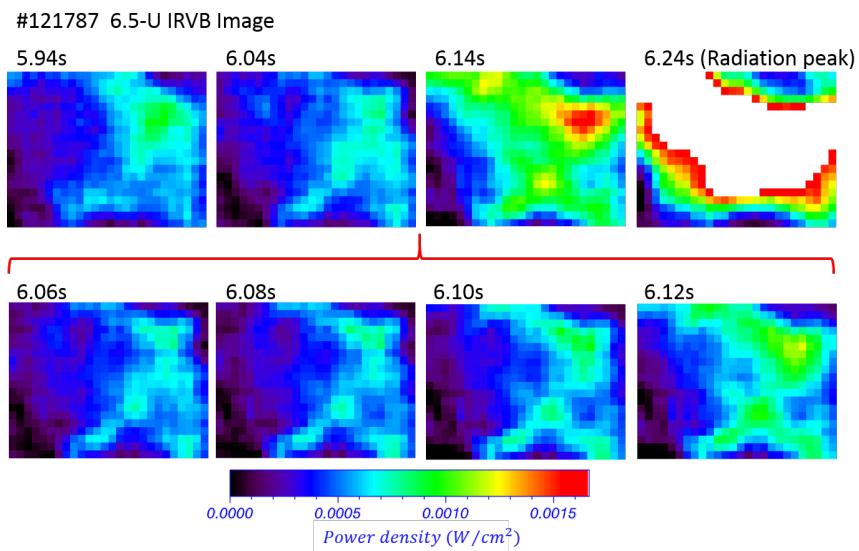 #121787 6.5-U IRVB Image
5.94s 6.04s 6.14s 6.24s (Radiation peak)
6.06s 6.08s 6.10s 6.12s
0.0000 0.0005 0.0010 0.0015
Power density (W/cm²)